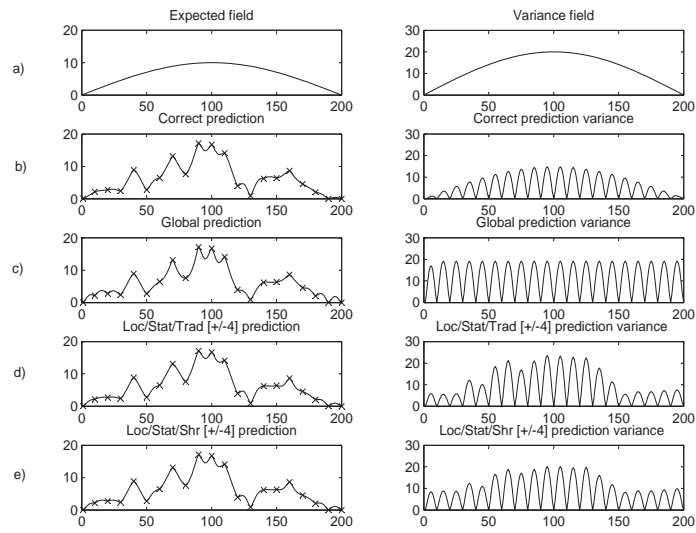 Expected field Variance field
20 30
a) 10 20
10
0 0
0 50 100 150 200 0 50 100 150 200
Correct prediction Correct prediction variance
20 30
b) 10 20
10
0 0
0 50 100 150 200 0 50 100 150 200
Global prediction Global prediction variance
20 30
c) 10 20
10
0 0
0 50 100 150 200 0 50 100 150 200
Loc/Stat/Trad [+/-4] prediction Loc/Stat/Trad [+/-4] prediction variance
20 30
d) 10 20
10
0 0
0 50 100 150 200 0 50 100 150 200
Loc/Stat/Shr [+/-4] prediction Loc/Stat/Shr [+/-4] prediction variance
20 30
e) 10 20
10
0 0
0 50 100 150 200 0 50 100 150 200